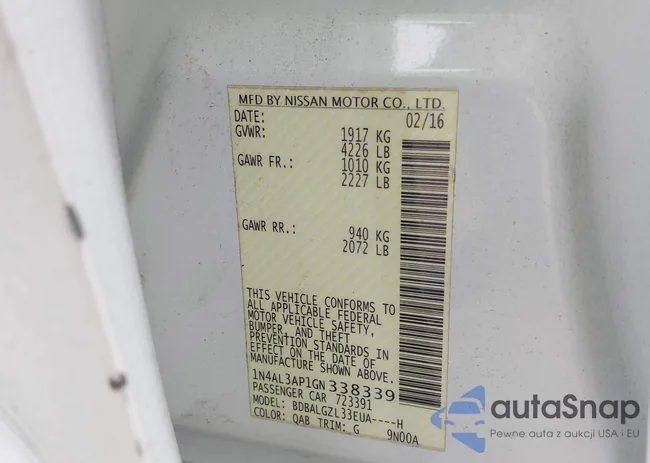 MFD BY NISSAN MOTOR CO., LTD.
DATE: 02/16
GVWR: 1917 KG
4226 LB
GAWR FR.: 1010 KG
2227 LB
GAWR RR.: 940 KG
2072 LB
THIS VEHICLE CONFORMS TO
ALL APPLICABLE FEDERAL
MOTOR VEHICLE SAFETY,
BUMPER, AND THEFT
PREVENTION STANDARDS IN
EFFECT ON THE DATE OF
MANUFACTURE SHOWN ABOVE.
1N4AL3AP1GN338339
PASSENGER CAR 723391
MODEL: BDBALGZL33EUA----H
COLOR: QAB TRIM: G 9N00A
autaSnap
Pewne auta z aukcji USA i EU